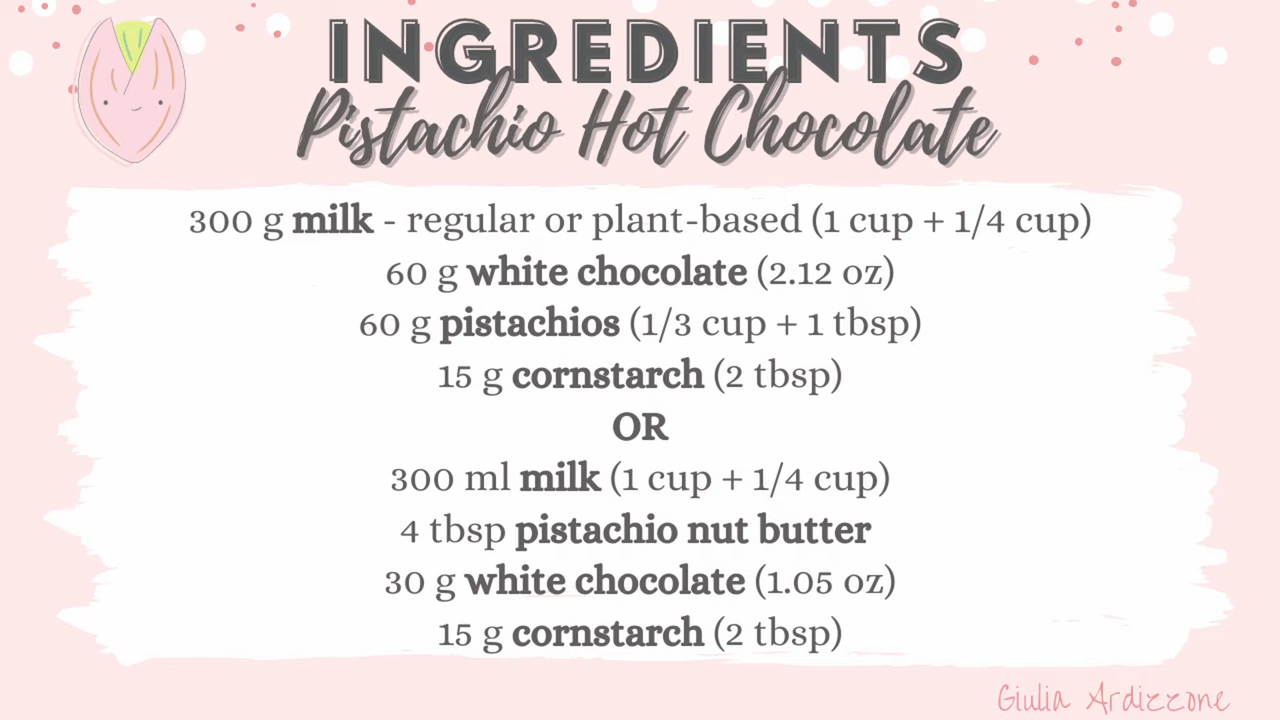 INGREDIENTS
Pistachio Hot Chocolate
300 g milk - regular or plant-based (1 cup + 1/4 cup)
60 g white chocolate (2.12 oz)
60 g pistachios (1/3 cup + 1 tbsp)
15 g cornstarch (2 tbsp)
OR
300 ml milk (1 cup + 1/4 cup)
4 tbsp pistachio nut butter
30 g white chocolate (1.05 oz)
15 g cornstarch (2 tbsp)
Giulia Ardizzone